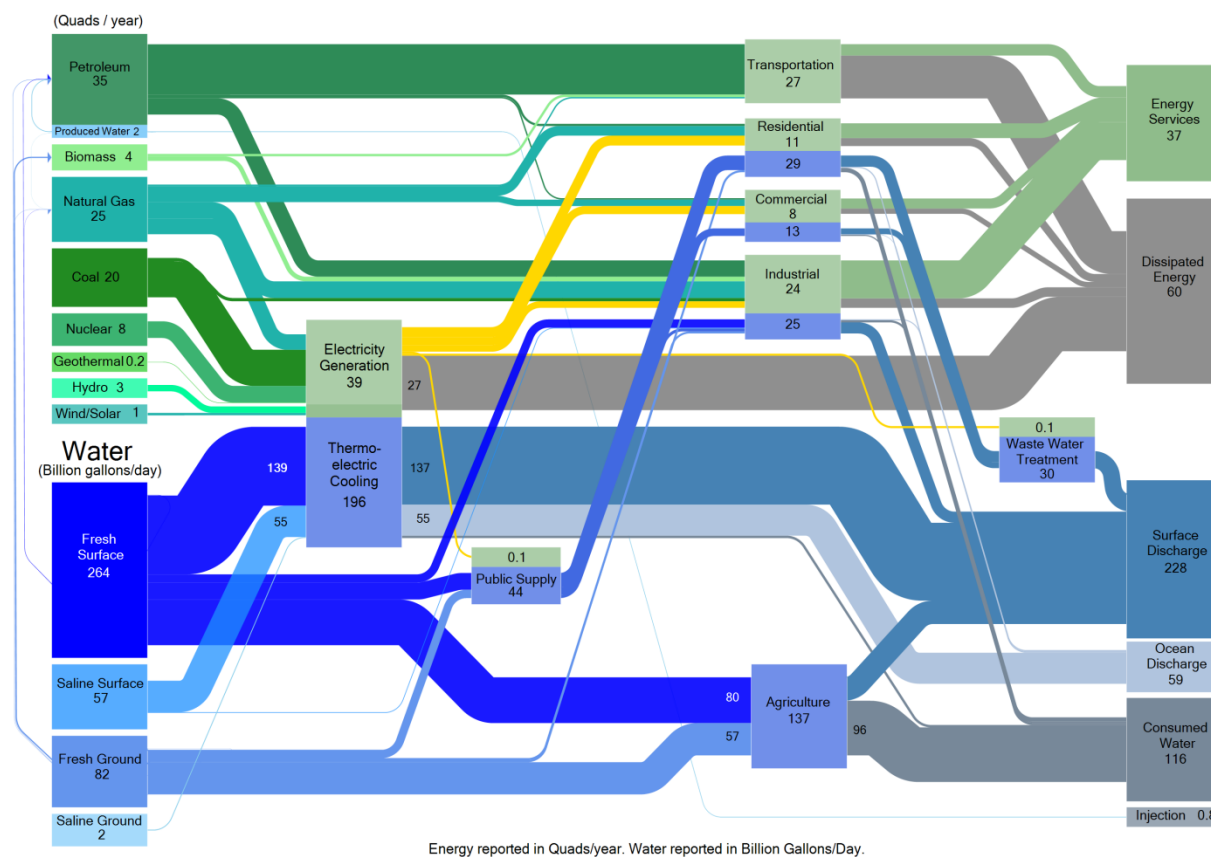 (Quads / year)
Petroleum
35
Produced Water 2
Biomass 4
Natural Gas
25
Coal 20
Nuclear 8
Geothermal 0.2
Hydro 3
Wind/Solar 1
Water
(Billion gallons/day)
Fresh
Surface
264
Saline Surface
57
Fresh Ground
82
Saline Ground
2
139
55
Electricity
Generation
39
27
Thermo-
electric
Cooling
196
137
55
0.1
Public Supply
44
Transportation
27
Residential
11
29
Commercial
8
13
Industrial
24
25
80
57
Agriculture
137
96
0.1
Waste Water
Treatment
30
Energy
Services
37
Dissipated
Energy
60
Surface
Discharge
228
Ocean
Discharge
59
Consumed
Water
116
Injection 0.8
Energy reported in Quads/year. Water reported in Billion Gallons/Day.